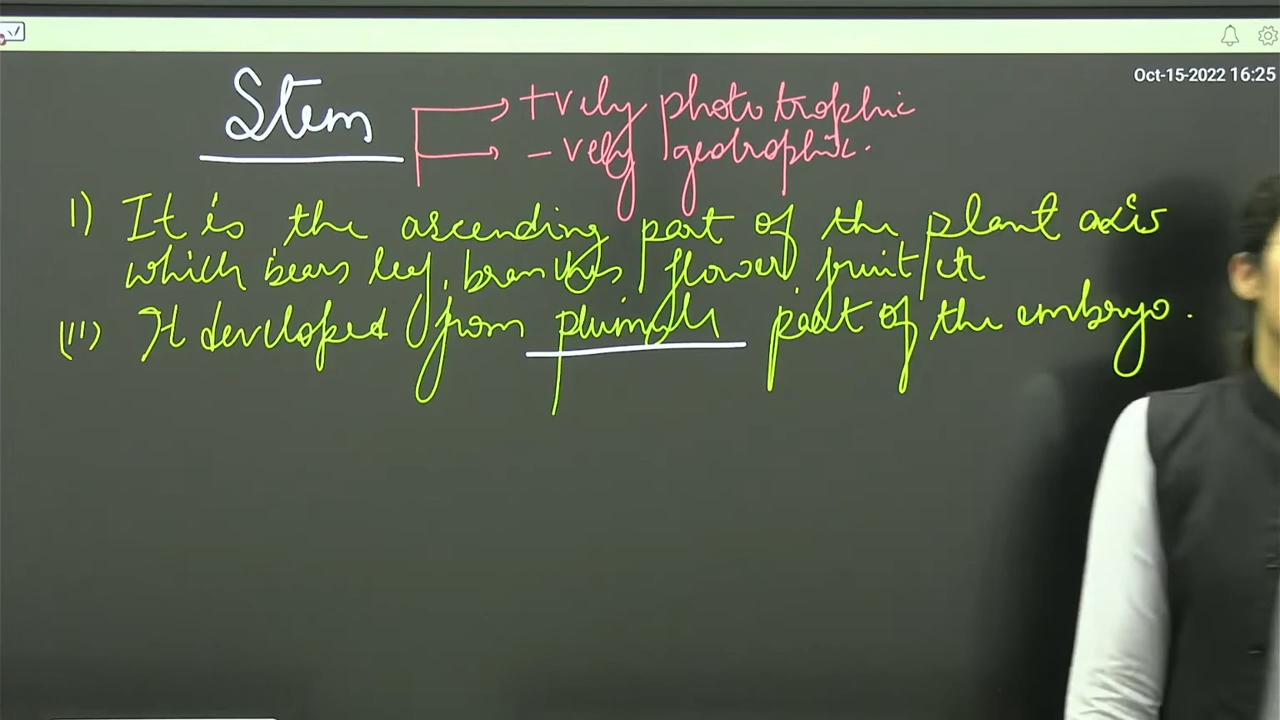 Oct-15-2022 16:25
Stem
+vely phototrophic
-vely geotrophic.
I) It is the ascending part of the plant axis
which bears leaf, branches, flower, fruit, etc
(II) It developed from plumule part of the embryo.